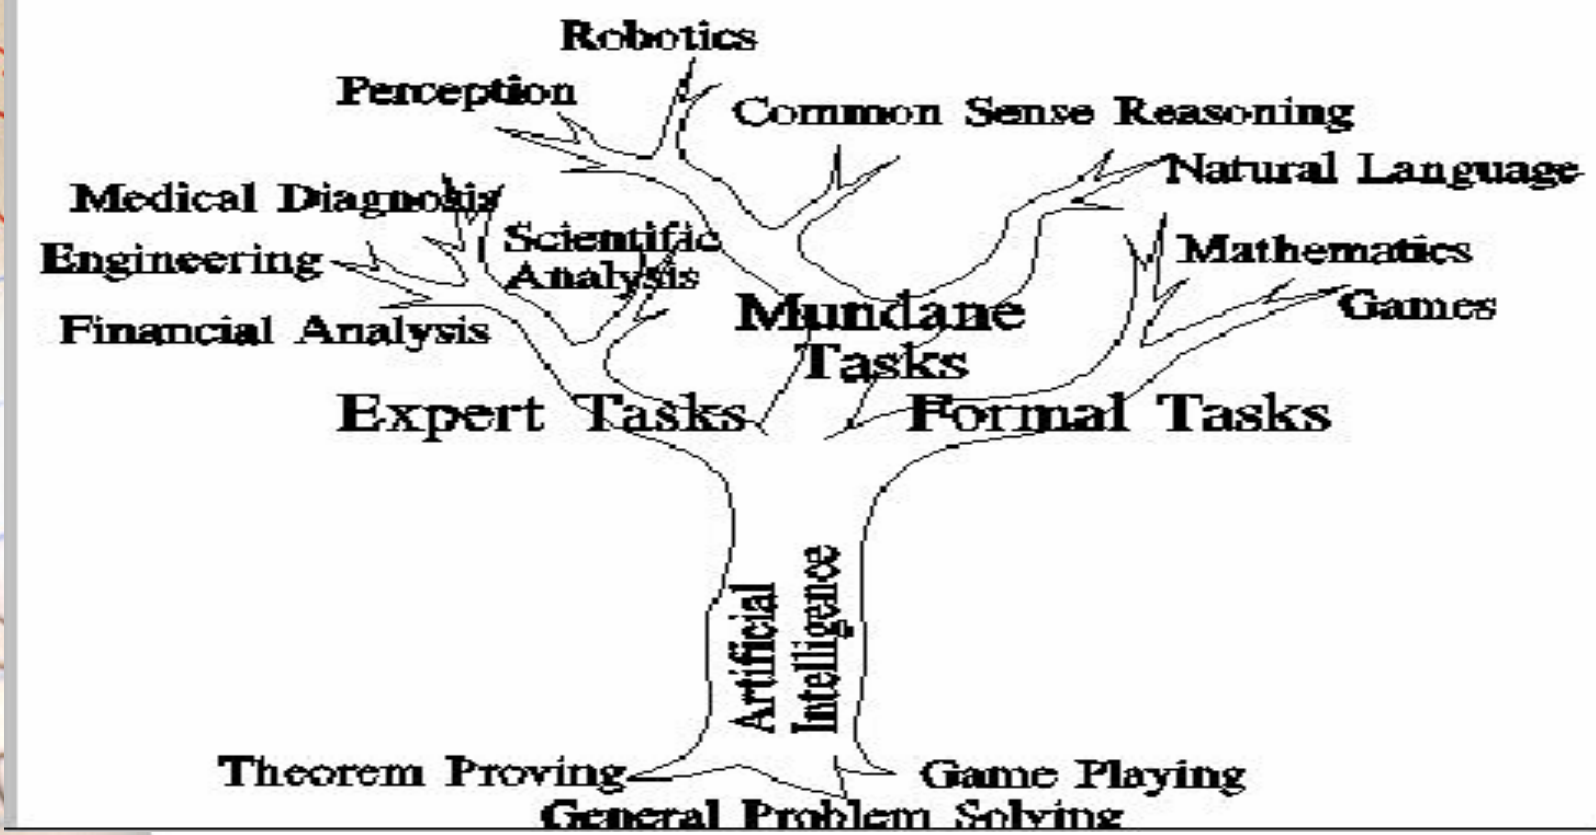 Robotics
Perception
Common Sense Reasoning
Natural Language
Medical Diagnosis
Scientific
Analysis
Mathematics
Engineering
Games
Financial Analysis
Mundane
Tasks
Expert Tasks
Formal Tasks
Artificial
Intelligence
Theorem Proving
Game Playing
General Problem Solving